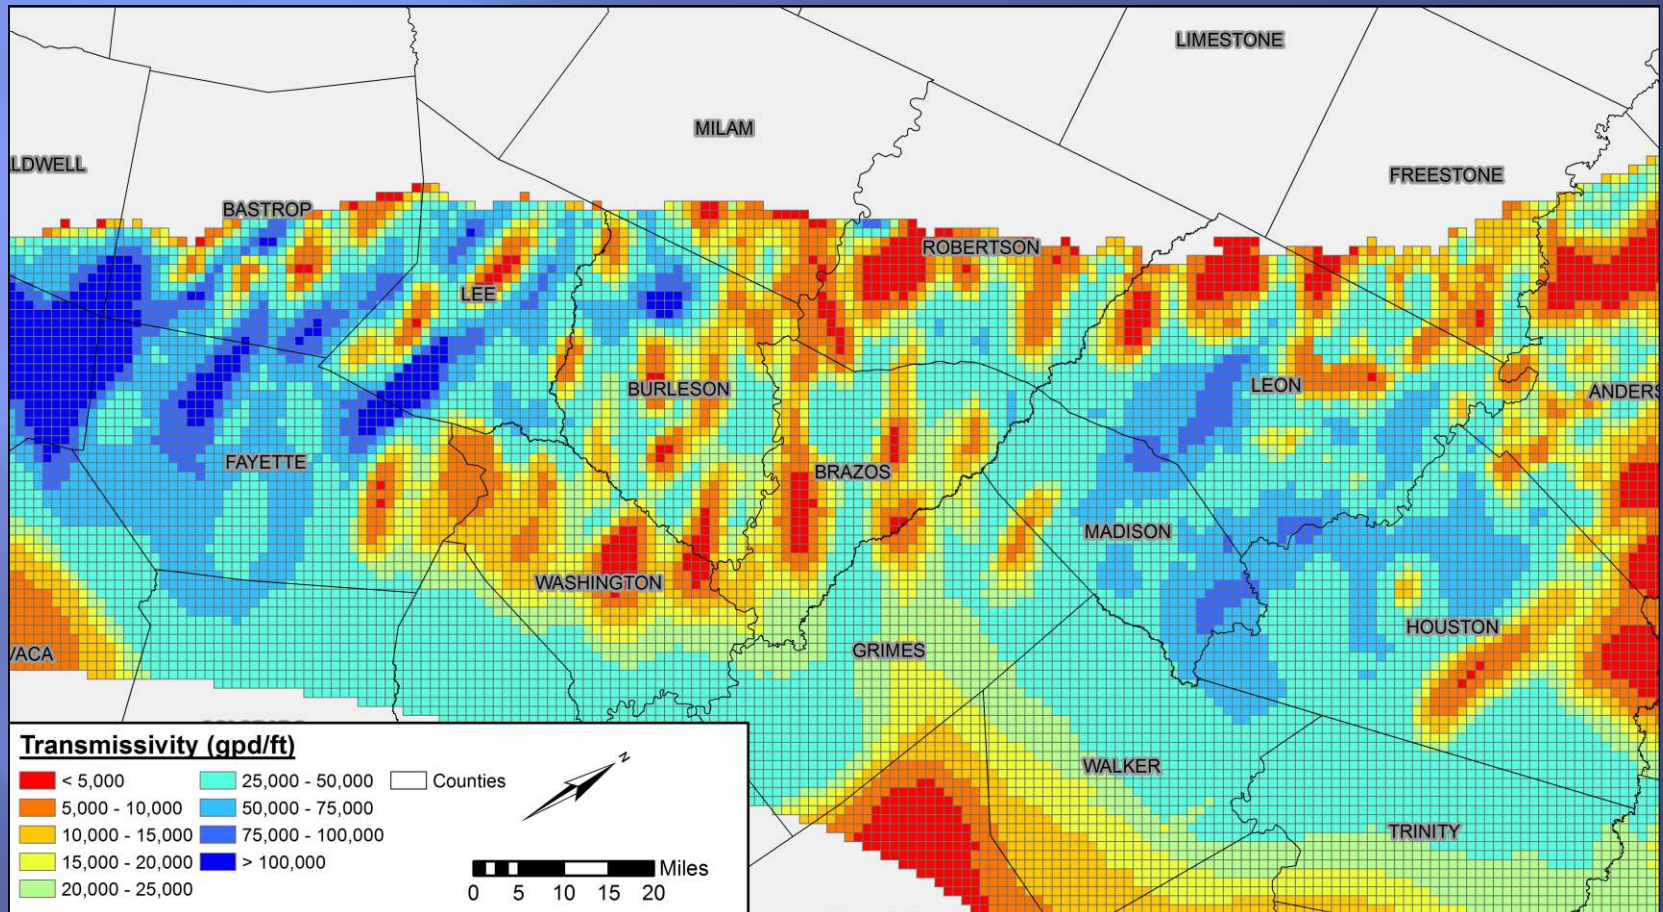 LIMESTONE
MILAM
LDWELL
FREESTONE
BASTROP
ROBERTSON
LEE
LEON
BURLESON
ANDERS
FAYETTE
BRAZOS
MADISON
WASHINGTON
HOUSTON
GRIMES
VACA
WALKER
TRINITY
Transmissivity (gpd/ft)
< 5,000
5,000 - 10,000
10,000 - 15,000
15,000 - 20,000
20,000 - 25,000
25,000 - 50,000
50,000 - 75,000
75,000 - 100,000
> 100,000
Counties
N
Miles
0 5 10 15 20